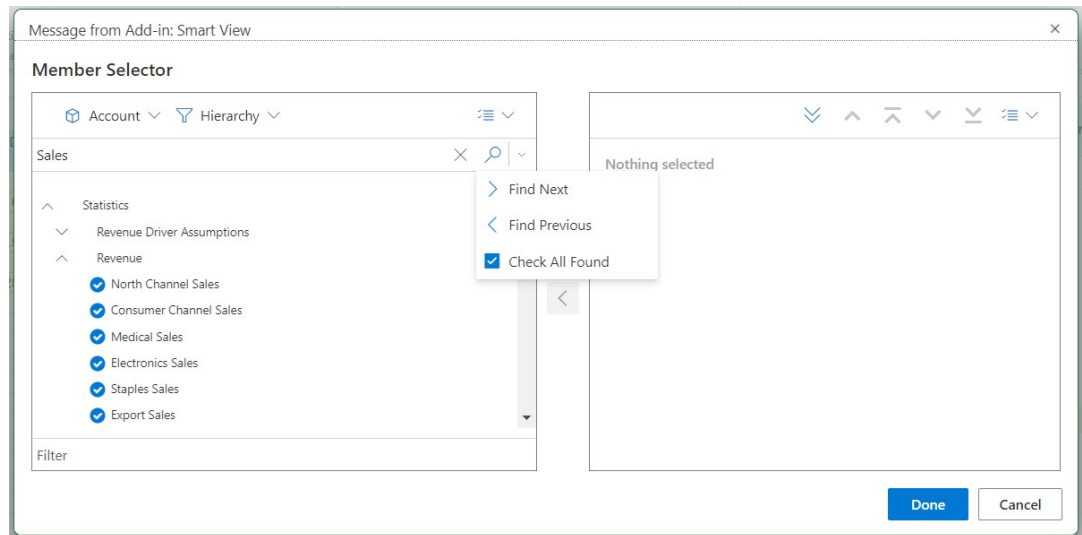 Message from Add-in: Smart View
Member Selector
Account Hierarchy
Sales
Nothing selected
Find Next
Find Previous
Check All Found
Statistics
Revenue Driver Assumptions
Revenue
North Channel Sales
Consumer Channel Sales
Medical Sales
Electronics Sales
Staples Sales
Export Sales
Filter
Done Cancel